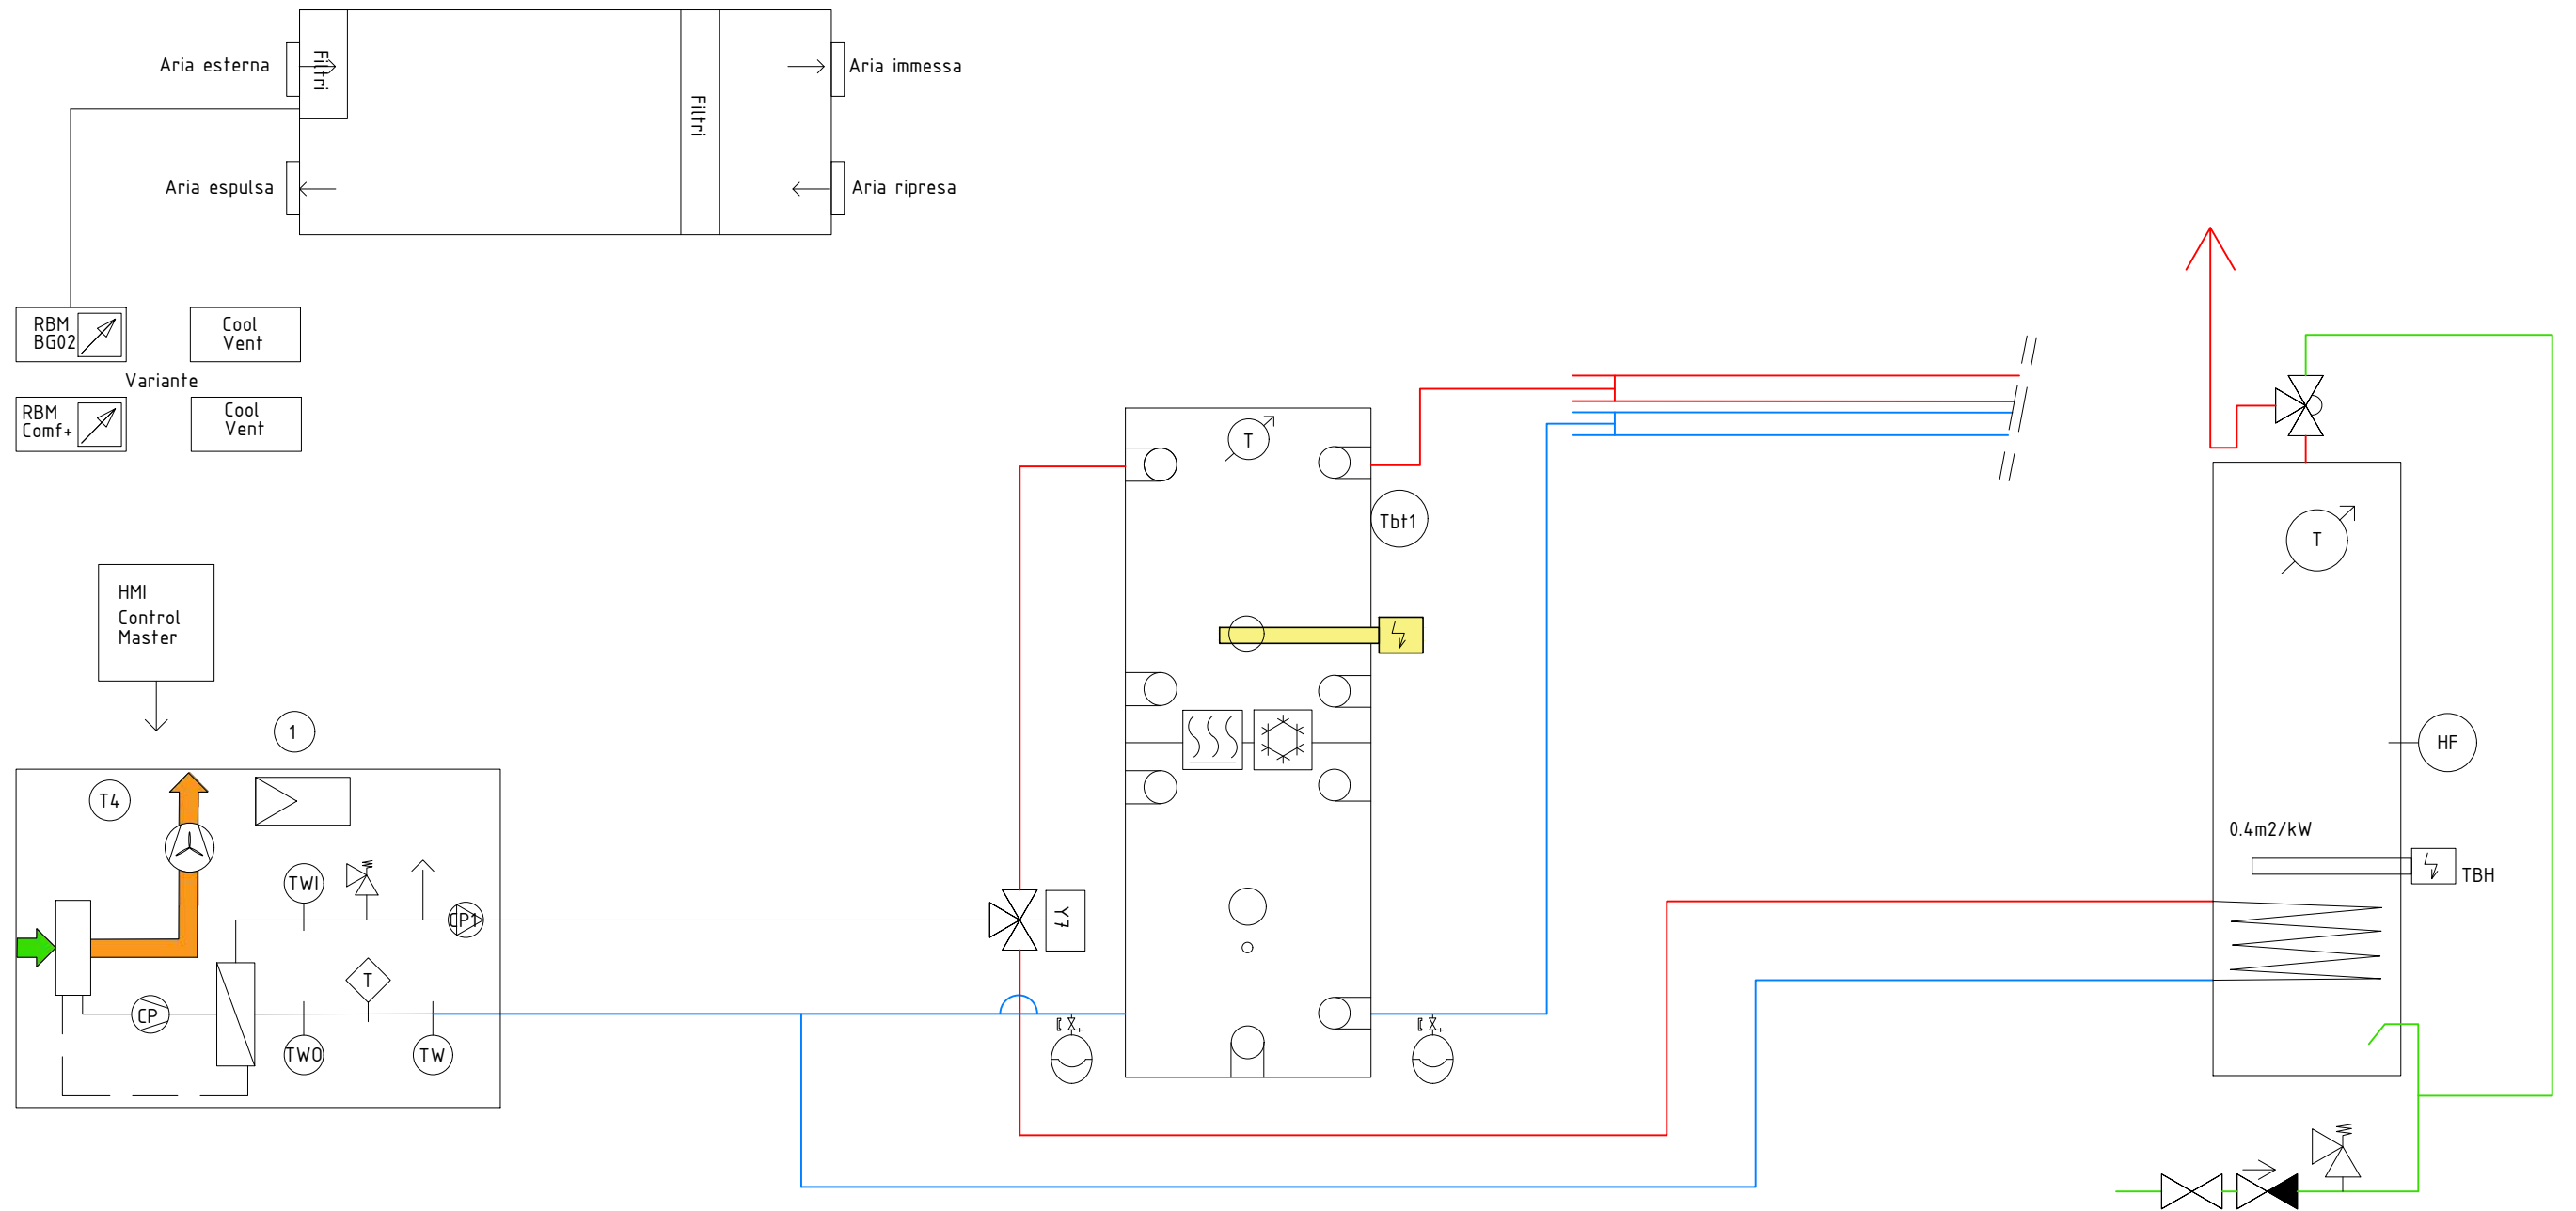 Aria esterna
Filtri
Filtri
Aria immessa
Aria espulsa
Aria ripresa
RBM
BG02
Cool
Vent
Variante
RBM
Comf+
Cool
Vent
T
Tbt1
T
HMI
Control
Master
1
HF
T4
0.4m2/kW
TBH
TWI
CP1
Y7
T
CP
TWO
TW